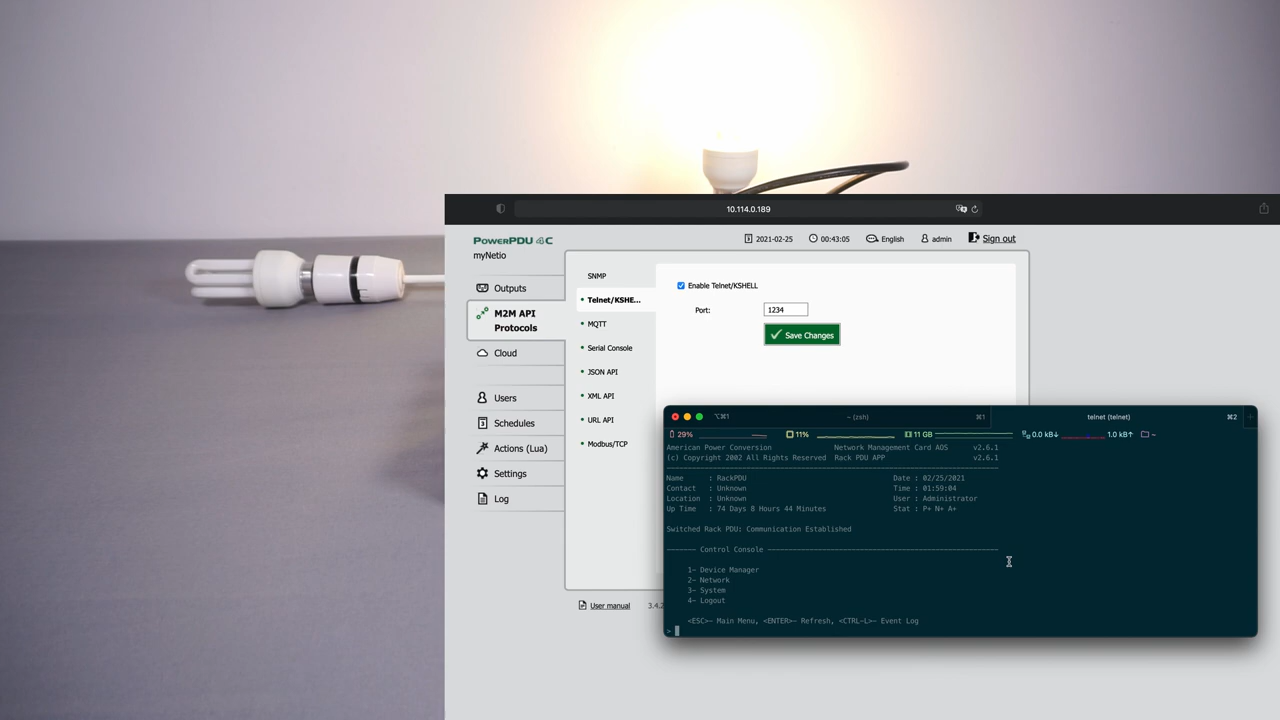 10.114.0.189
POWERPDU 4C
myNetio
2021-02-25 00:43:05 English admin Sign out
Outputs
M2M API
Protocols
Cloud
Users
Schedules
Actions (Lua)
Settings
Log
SNMP
Telnet/KSHE...
MQTT
Serial Console
JSON API
XML API
URL API
Modbus/TCP
Enable Telnet/KSHELL
Port: 1234
Save Changes
User manual 3.4.2
⌥⌘1 ~ (zsh) ⌘1 telnet (telnet) ⌘2
29% 11% 11 GB 0.0 kB↓ 1.0 kB↑ ~
American Power Conversion Network Management Card AOS v2.6.1
(c) Copyright 2002 All Rights Reserved Rack PDU APP v2.6.1
Name : RackPDU Date : 02/25/2021
Contact : Unknown Time : 01:59:04
Location : Unknown User : Administrator
Up Time : 74 Days 8 Hours 44 Minutes Stat : P+ N+ A+
Switched Rack PDU: Communication Established
------- Control Console -------
1- Device Manager
2- Network
3- System
4- Logout
<ESC>- Main Menu, <ENTER>- Refresh, <CTRL-L>- Event Log
>